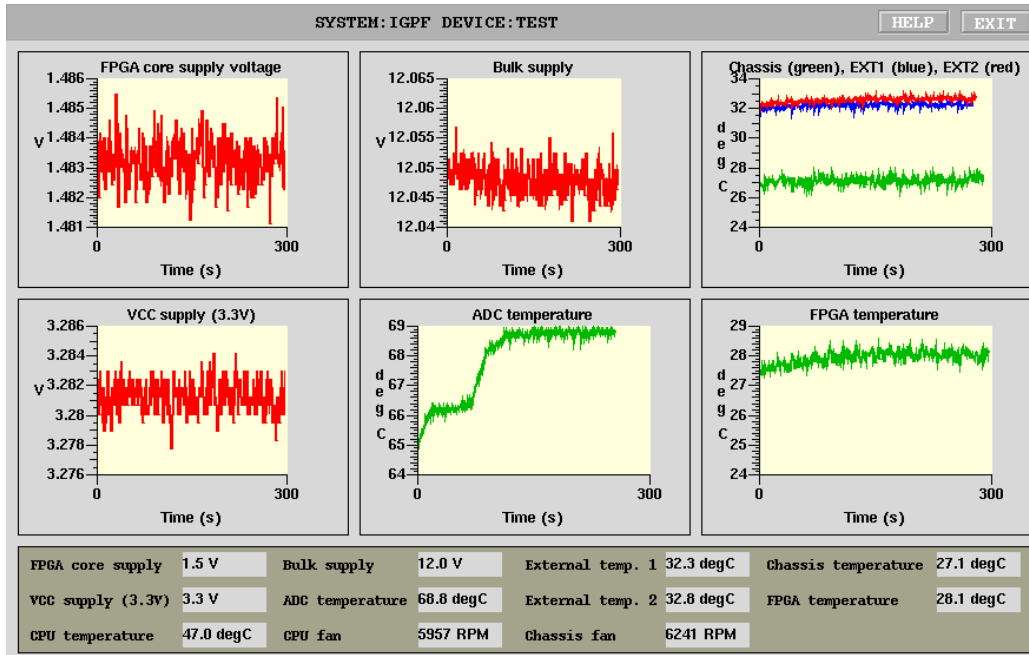 SYSTEM:IGPF DEVICE:TEST
HELP
EXIT
FPGA core supply voltage
1.486
1.485
1.484
V
1.483
1.482
1.481
0
300
Time (s)
Bulk supply
12.065
12.06
12.055
V
12.05
12.045
12.04
0
300
Time (s)
Chassis (green), EXT1 (blue), EXT2 (red)
34
32
30
28
26
24
deg C
0
300
Time (s)
VCC supply (3.3V)
3.286
3.284
3.282
V
3.28
3.278
3.276
0
300
Time (s)
ADC temperature
69
68
67
66
65
64
deg C
0
300
Time (s)
FPGA temperature
29
28
27
26
25
24
deg C
0
300
Time (s)
FPGA core supply 1.5 V Bulk supply 12.0 V External temp. 1 32.3 degC Chassis temperature 27.1 degC
VCC supply (3.3V) 3.3 V ADC temperature 68.8 degC External temp. 2 32.8 degC FPGA temperature 28.1 degC
CPU temperature 47.0 degC CPU fan 5957 RPM Chassis fan 6241 RPM